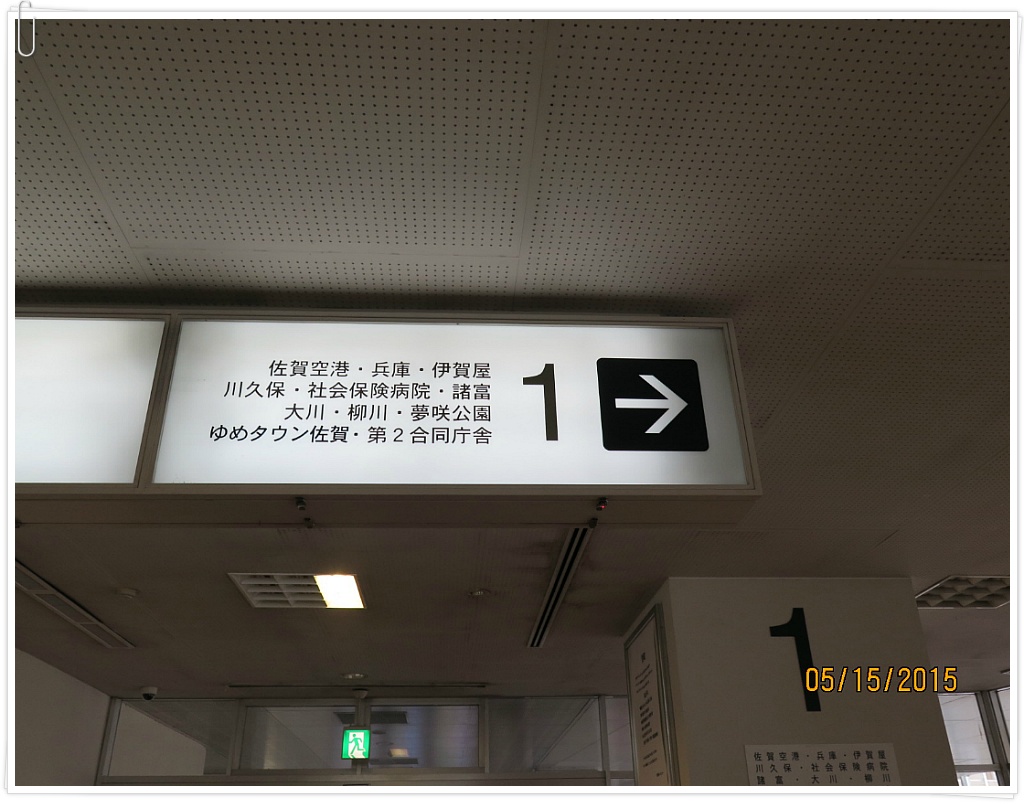 佐賀空港・兵庫・伊賀屋
川久保・社会保険病院・諸富
大川・柳川・夢咲公園
ゆめタウン佐賀・第2合同庁舎
1
1
05/15/2015
佐賀空港・兵庫・伊賀屋
川久保・社会保険病院
諸富・大川・柳川